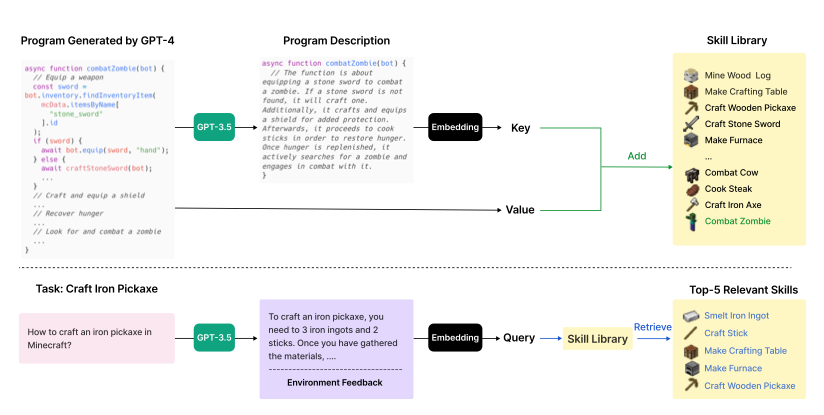 Program Generated by GPT-4
async function combatZombie(bot) {
// Equip a weapon
const sword =
bot.inventory.findInventoryItem(
mcData.itemsByName[
"stone_sword"
].id
);
if (sword) {
await bot.equip(sword, "hand");
} else {
await craftStoneSword(bot);
...
}
// Craft and equip a shield
...
// Recover hunger
...
// Look for and combat a zombie
...
}
GPT-3.5
Program Description
async function combatZombie(bot) {
// The function is about
equipping a stone sword to combat
a zombie. If a stone sword is not
found, it will craft one.
Additionally, it crafts and equips
a shield for added protection.
Afterwards, it proceeds to cook
sticks in order to restore hunger.
Once hunger is replenished, it
actively searches for a zombie and
engages in combat with it.
}
Embedding
Key
Value
Add
Skill Library
Mine Wood Log
Make Crafting Table
Craft Wooden Pickaxe
Craft Stone Sword
Make Furnace
...
Combat Cow
Cook Steak
Craft Iron Axe
Combat Zombie
Task: Craft Iron Pickaxe
How to craft an iron pickaxe in
Minecraft?
GPT-3.5
To craft an iron pickaxe, you
need to 3 iron ingots and 2
sticks. Once you have gathered
the materials, ....
Environment Feedback
Embedding
Query
Skill Library
Retrieve
Top-5 Relevant Skills
Smelt Iron Ingot
Craft Stick
Make Crafting Table
Make Furnace
Craft Wooden Pickaxe